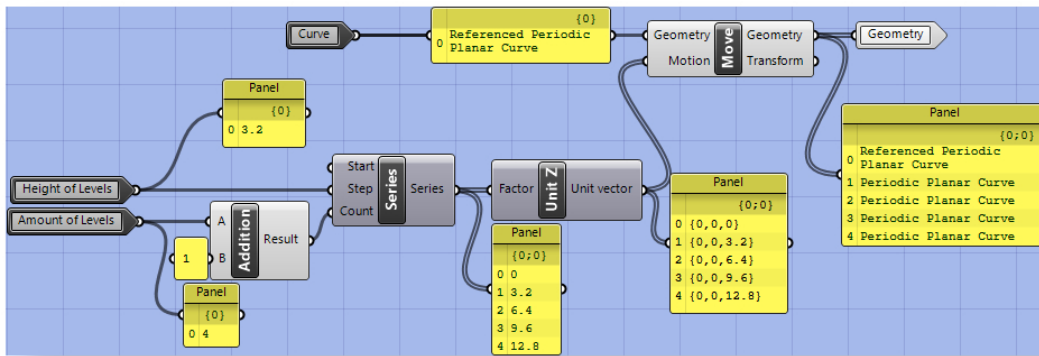 Curve
{0}
0 Referenced Periodic
Planar Curve
Geometry
Motion
Move
Geometry
Transform
Geometry
Panel
{0}
0 3.2
Panel
{0;0}
0 Referenced Periodic
Planar Curve
1 Periodic Planar Curve
2 Periodic Planar Curve
3 Periodic Planar Curve
4 Periodic Planar Curve
Height of Levels
Amount of Levels
Start
Step
Count
Series
Series
Factor
Unit Z
Unit vector
Panel
{0;0}
0 {0,0,0}
1 {0,0,3.2}
2 {0,0,6.4}
3 {0,0,9.6}
4 {0,0,12.8}
A
B
Addition
Result
1
Panel
{0;0}
0 0
1 3.2
2 6.4
3 9.6
4 12.8
Panel
{0}
0 4